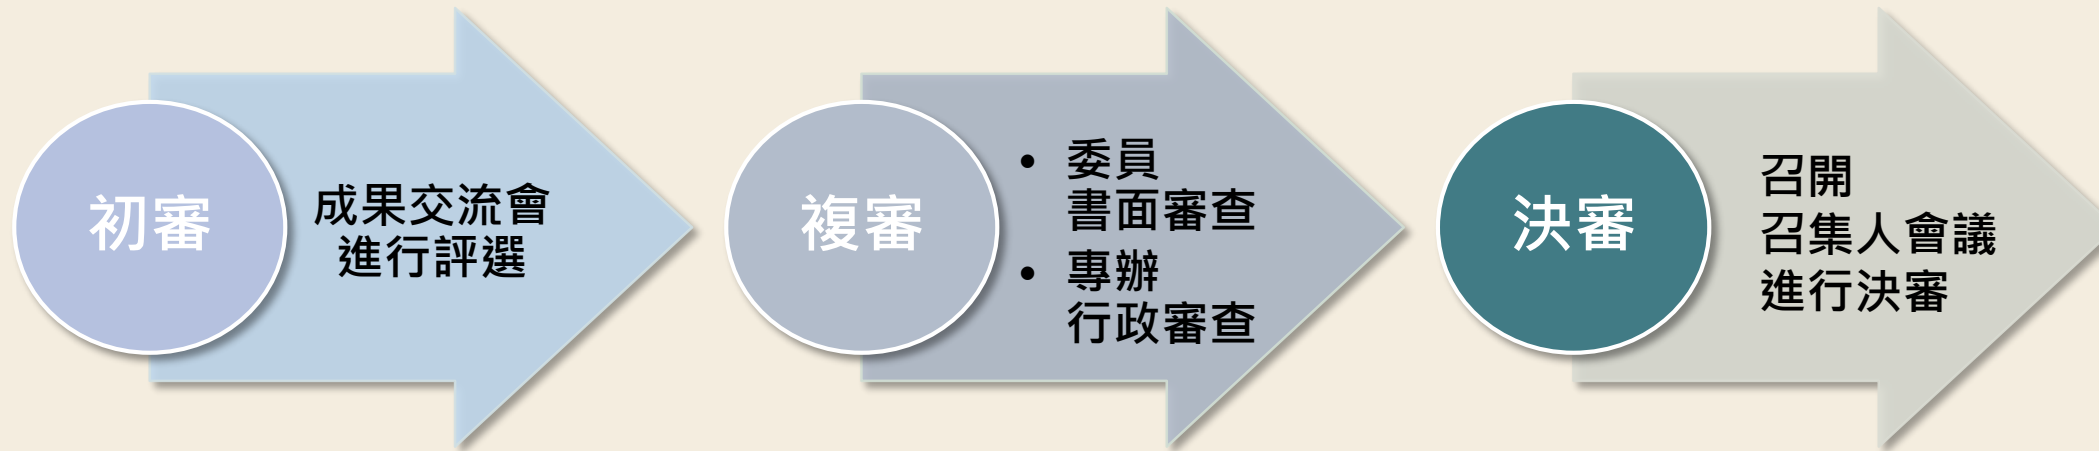 初審
成果交流會
進行評選
複審
• 委員
書面審查
• 專辦
行政審查
決審
召開
召集人會議
進行決審